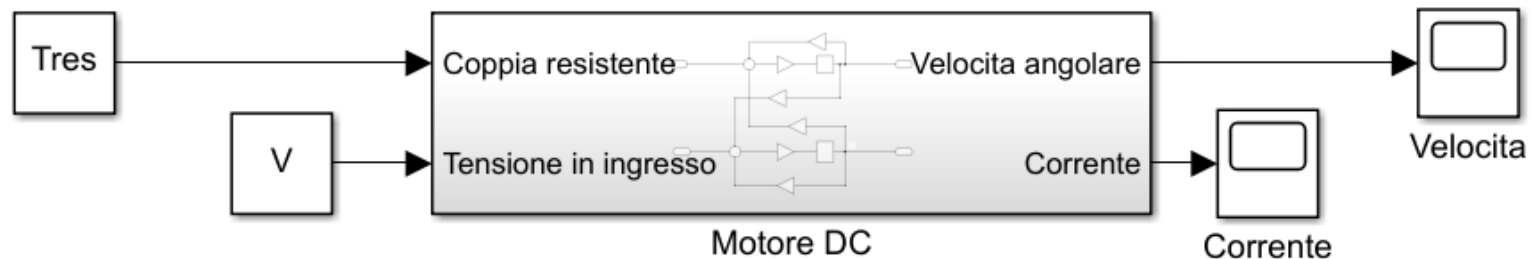 Tres
Coppia resistente
Velocita angolare
Velocita
V
Tensione in ingresso
Corrente
Motore DC
Corrente